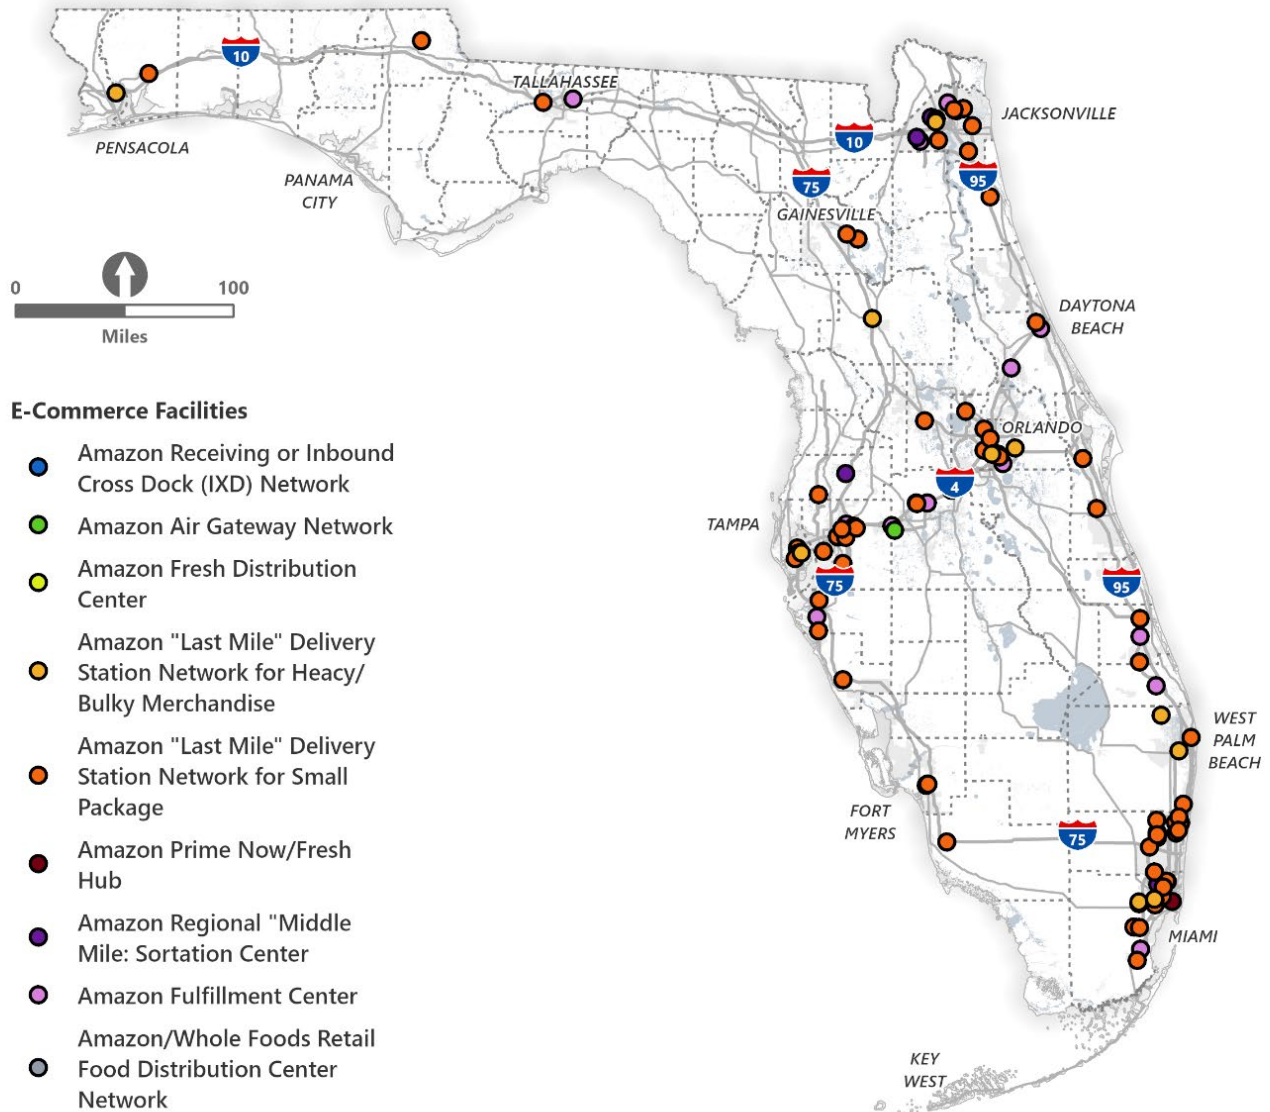 10
TALLAHASSEE
JACKSONVILLE
PENSACOLA
10
PANAMA
CITY
75
95
GAINESVILLE
0 100
Miles
DAYTONA
BEACH
E-Commerce Facilities
Amazon Receiving or Inbound
Cross Dock (IXD) Network
Amazon Air Gateway Network
Amazon Fresh Distribution
Center
Amazon "Last Mile" Delivery
Station Network for Heacy/
Bulky Merchandise
Amazon "Last Mile" Delivery
Station Network for Small
Package
Amazon Prime Now/Fresh
Hub
Amazon Regional "Middle
Mile: Sortation Center
Amazon Fulfillment Center
Amazon/Whole Foods Retail
Food Distribution Center
Network
ORLANDO
4
TAMPA
75
95
WEST
PALM
BEACH
FORT
MYERS
75
MIAMI
KEY
WEST